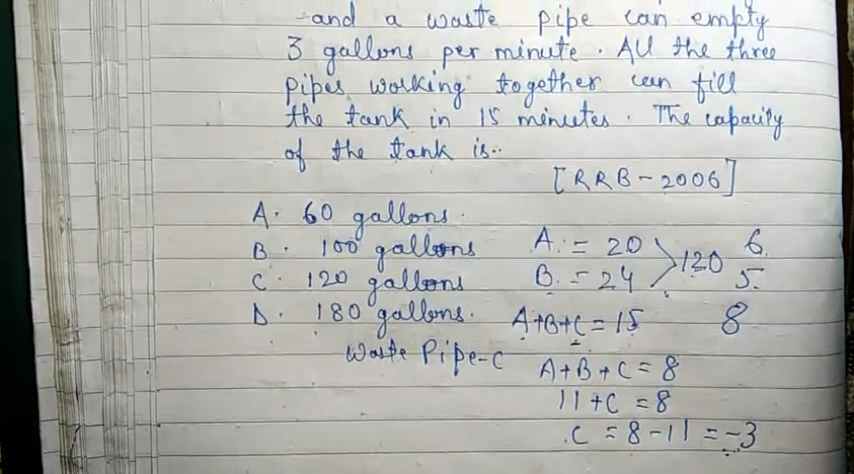 and a waste pipe can empty
3 gallons per minute. All the three
pipes working together can fill
the tank in 15 minutes. The capacity
of the tank is..
[RRB-2006]
A. 60 gallons.
B. 100 gallons
C. 120 gallons
D. 180 gallons.
A. = 20
B. = 24
120
6
5
A+B+C = 15 8
Waste Pipe-C
A+B+C = 8
11+C = 8
C = 8-11 = -3